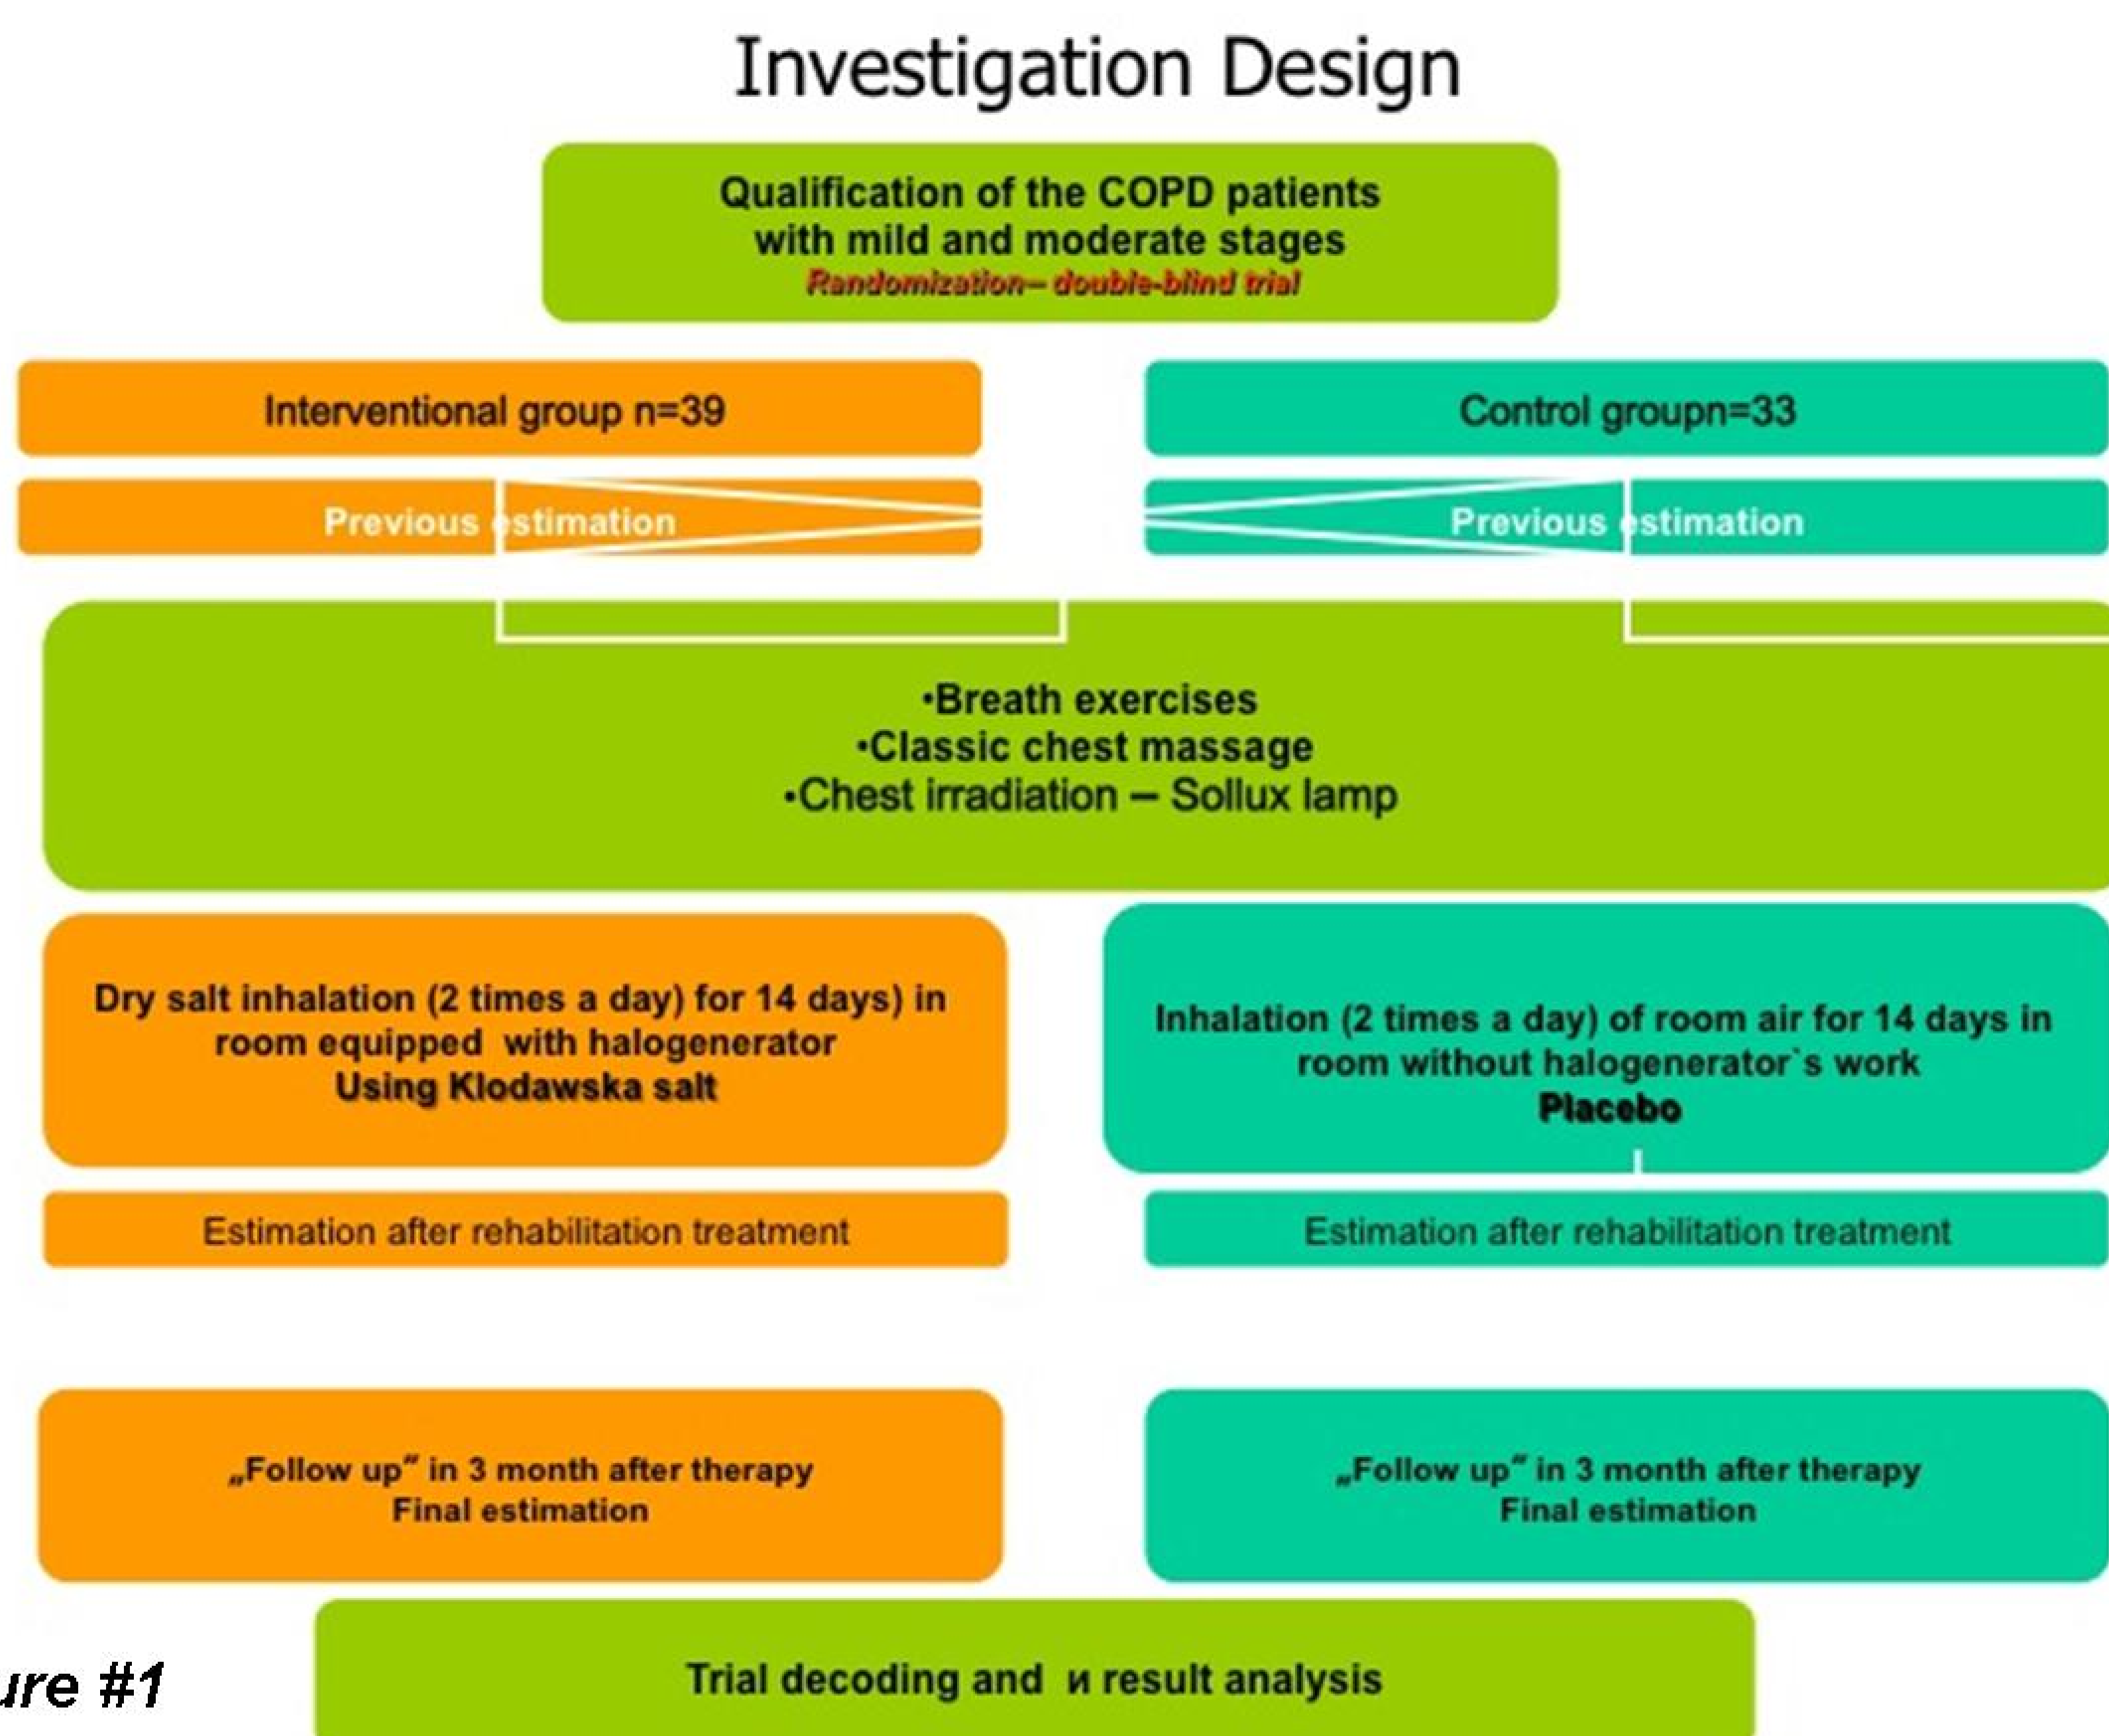 Investigation Design
Qualification of the COPD patients
with mild and moderate stages
Randomization– double-blind trial
Interventional group n=39
Control groupn=33
Previous estimation
Previous estimation
•Breath exercises
•Classic chest massage
•Chest irradiation – Sollux lamp
Dry salt inhalation (2 times a day) for 14 days) in
room equipped with halogenerator
Using Klodawska salt
Inhalation (2 times a day) of room air for 14 days in
room without halogenerator`s work
Placebo
Estimation after rehabilitation treatment
Estimation after rehabilitation treatment
„Follow up” in 3 month after therapy
Final estimation
„Follow up” in 3 month after therapy
Final estimation
Trial decoding and и result analysis
ure #1